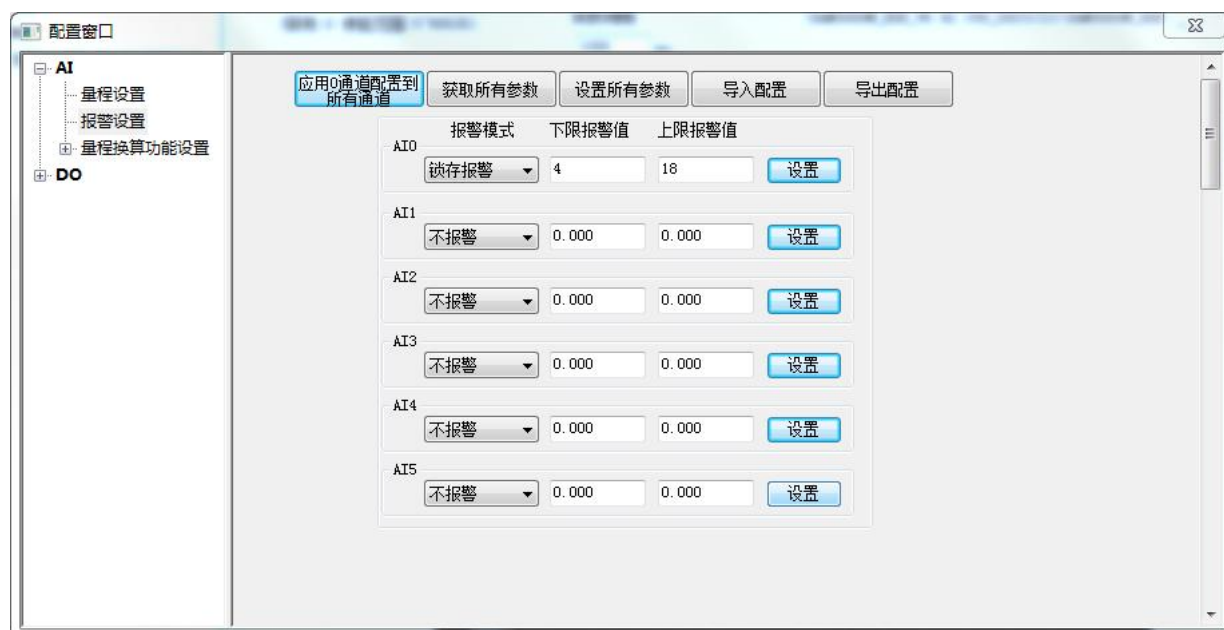 配置窗口
AI
量程设置
报警设置
量程换算功能设置
DO
应用0通道配置到
所有通道
获取所有参数
设置所有参数
导入配置
导出配置
报警模式 下限报警值 上限报警值
AI0
锁存报警 4 18 设置
AI1
不报警 0.000 0.000 设置
AI2
不报警 0.000 0.000 设置
AI3
不报警 0.000 0.000 设置
AI4
不报警 0.000 0.000 设置
AI5
不报警 0.000 0.000 设置